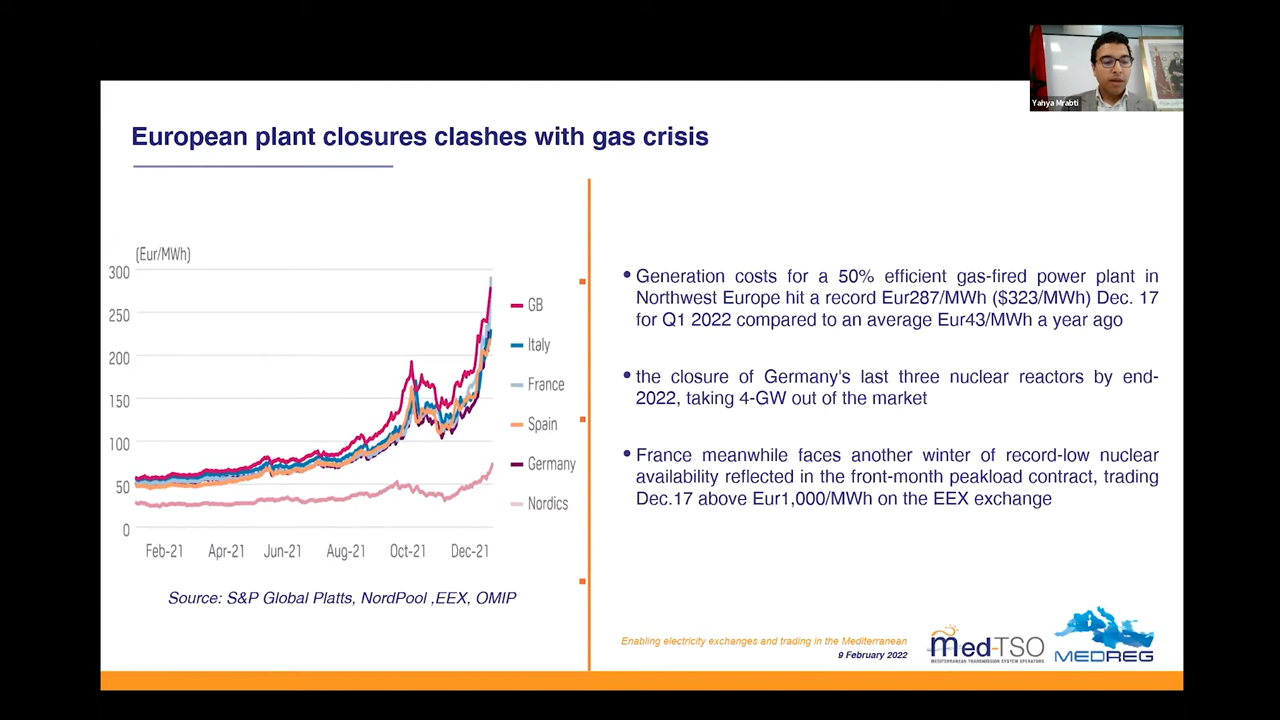 Yahya Mrabti
European plant closures clashes with gas crisis
(Eur/MWh)
300
250
200
150
100
50
0
Feb-21 Apr-21 Jun-21 Aug-21 Oct-21 Dec-21
GB
Italy
France
Spain
Germany
Nordics
Source: S&P Global Platts, NordPool ,EEX, OMIP
Generation costs for a 50% efficient gas-fired power plant in
Northwest Europe hit a record Eur287/MWh ($323/MWh) Dec. 17
for Q1 2022 compared to an average Eur43/MWh a year ago
the closure of Germany's last three nuclear reactors by end-
2022, taking 4-GW out of the market
France meanwhile faces another winter of record-low nuclear
availability reflected in the front-month peakload contract, trading
Dec.17 above Eur1,000/MWh on the EEX exchange
Enabling electricity exchanges and trading in the Mediterranean
9 February 2022
med-TSO
MEDITERRANEAN TRANSMISSION SYSTEM OPERATORS
MEDREG